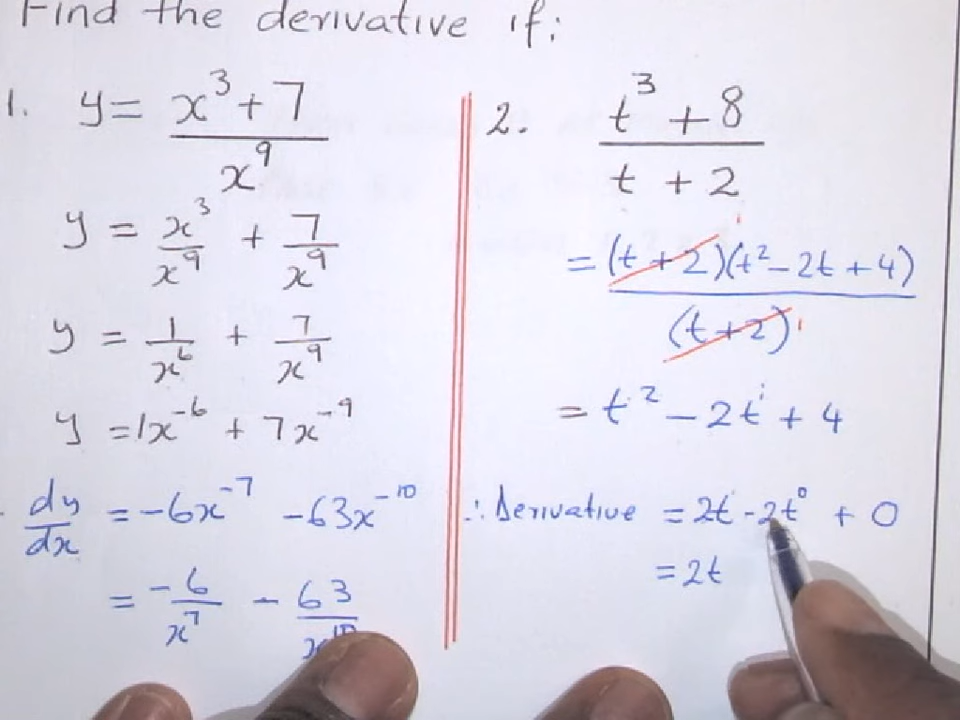 Find the derivative if:
1. y = (x³ + 7)/x⁹
y = x³/x⁹ + 7/x⁹
y = 1/x⁶ + 7/x⁹
y = 1x⁻⁶ + 7x⁻⁹
dy/dx = -6x⁻⁷ - 63x⁻¹⁰
= -6/x⁷ - 63/x¹⁰
2. (t³ + 8)/(t + 2)
= (t + 2)(t² - 2t + 4)/(t + 2)
= t² - 2t¹ + 4
∴ Derivative = 2t - 2t⁰ + 0
= 2t